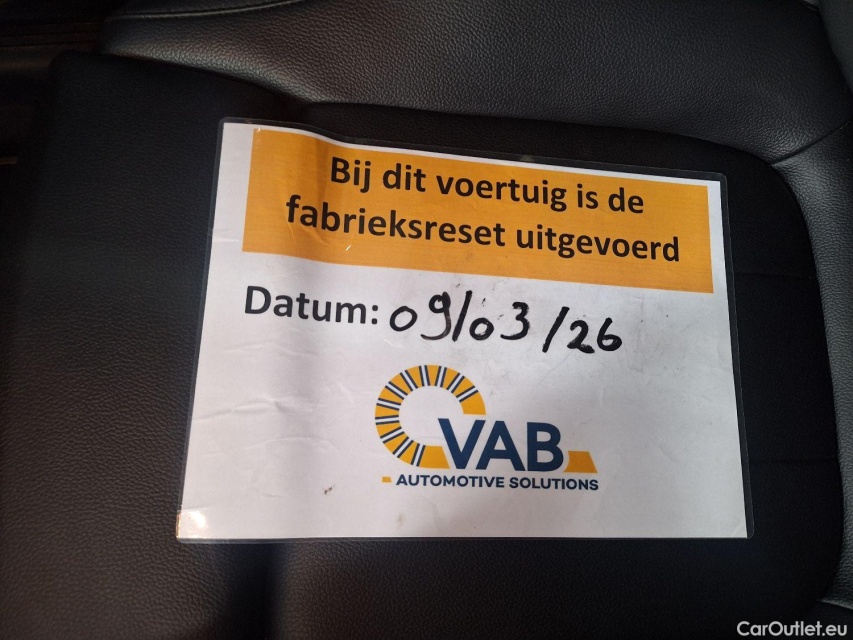 Bij dit voertuig is de
fabrieksreset uitgevoerd
Datum: 09/03/26
VAB
AUTOMOTIVE SOLUTIONS
CarOutlet.eu